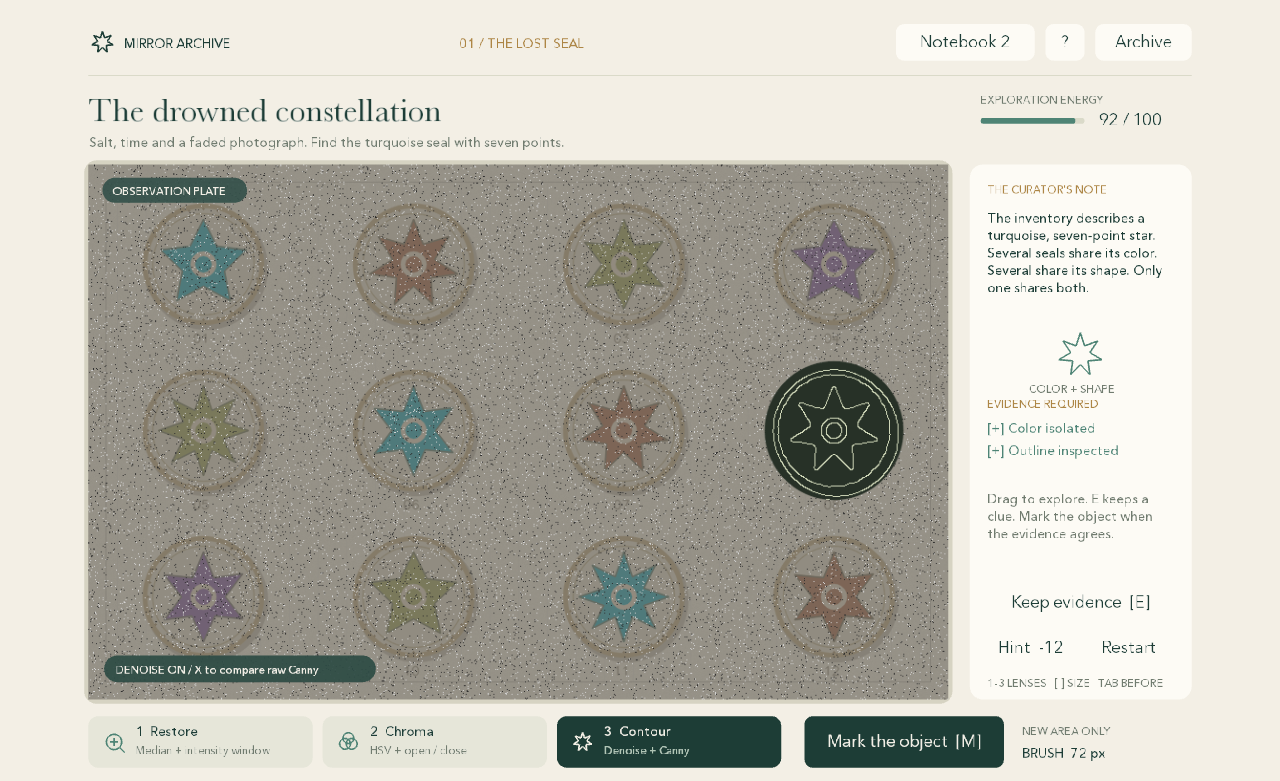 MIRROR ARCHIVE
01 / THE LOST SEAL
Notebook 2
?
Archive
The drowned constellation
Salt, time and a faded photograph. Find the turquoise seal with seven points.
EXPLORATION ENERGY
92 / 100
OBSERVATION PLATE
THE CURATOR'S NOTE
The inventory describes a
turquoise, seven-point star.
Several seals share its color.
Several share its shape. Only
one shares both.
COLOR + SHAPE
EVIDENCE REQUIRED
[+] Color isolated
[+] Outline inspected
Drag to explore. E keeps a
clue. Mark the object when
the evidence agrees.
Keep evidence [E]
Hint -12
Restart
1-3 LENSES [ ] SIZE TAB BEFORE
DENOISE ON / X to compare raw Canny
1 Restore
Median + intensity window
2 Chroma
HSV + open / close
3 Contour
Denoise + Canny
Mark the object [M]
NEW AREA ONLY
BRUSH 72 px